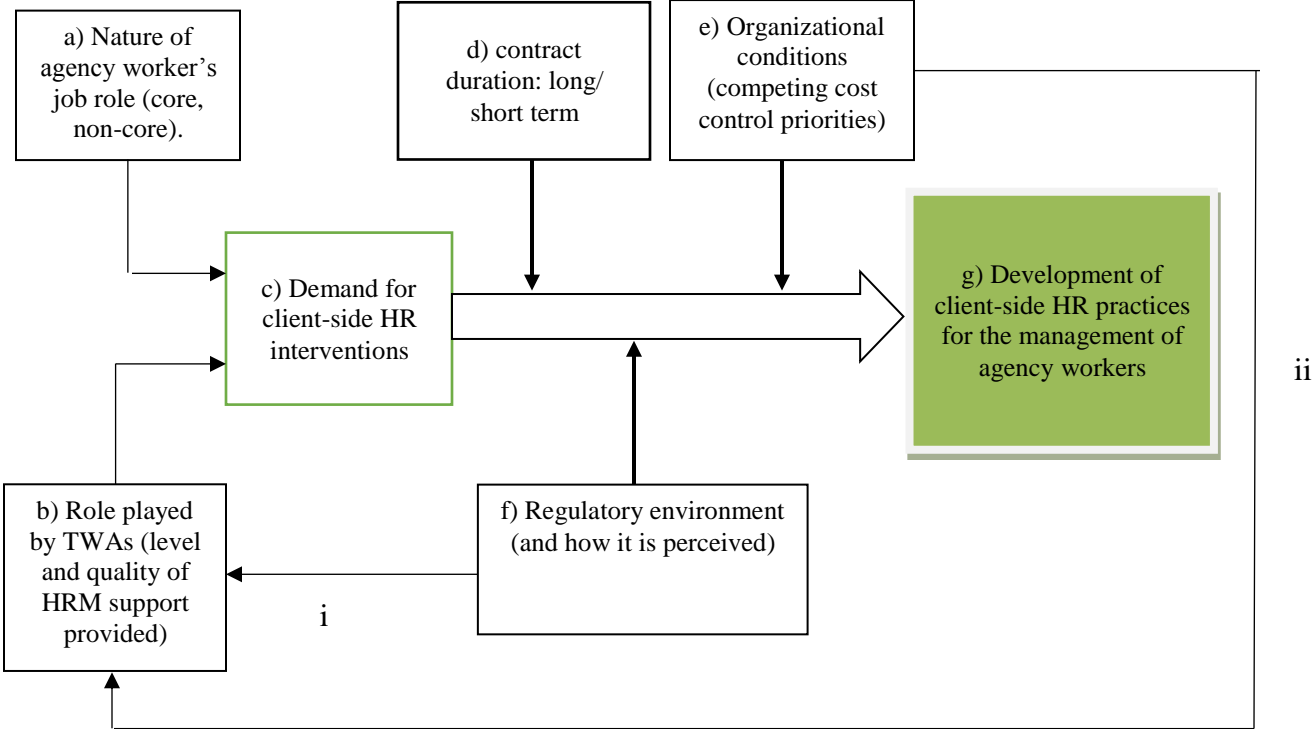 a) Nature of
agency worker’s
job role (core,
non-core).
d) contract
duration: long/
short term
e) Organizational
conditions
(competing cost
control priorities)
c) Demand for
client-side HR
interventions
g) Development of
client-side HR practices
for the management of
agency workers
ii
b) Role played
by TWAs (level
and quality of
HRM support
provided)
f) Regulatory environment
(and how it is perceived)
i